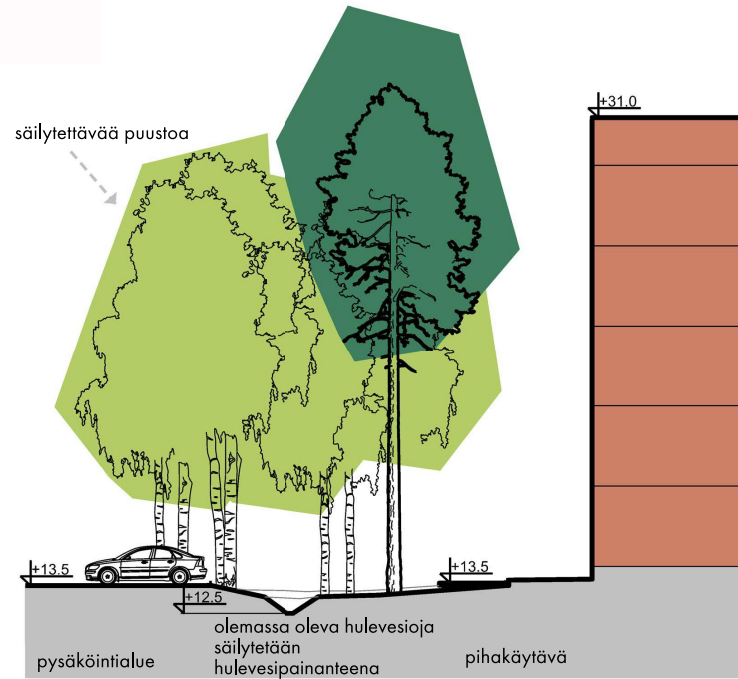 +31.0
säilytettävää puustoa
+13.5
+13.5
+12.5
olemassa oleva hulevesioja
säilytetään
hulevesipainanteena
pysäköintialue
pihakäytävä